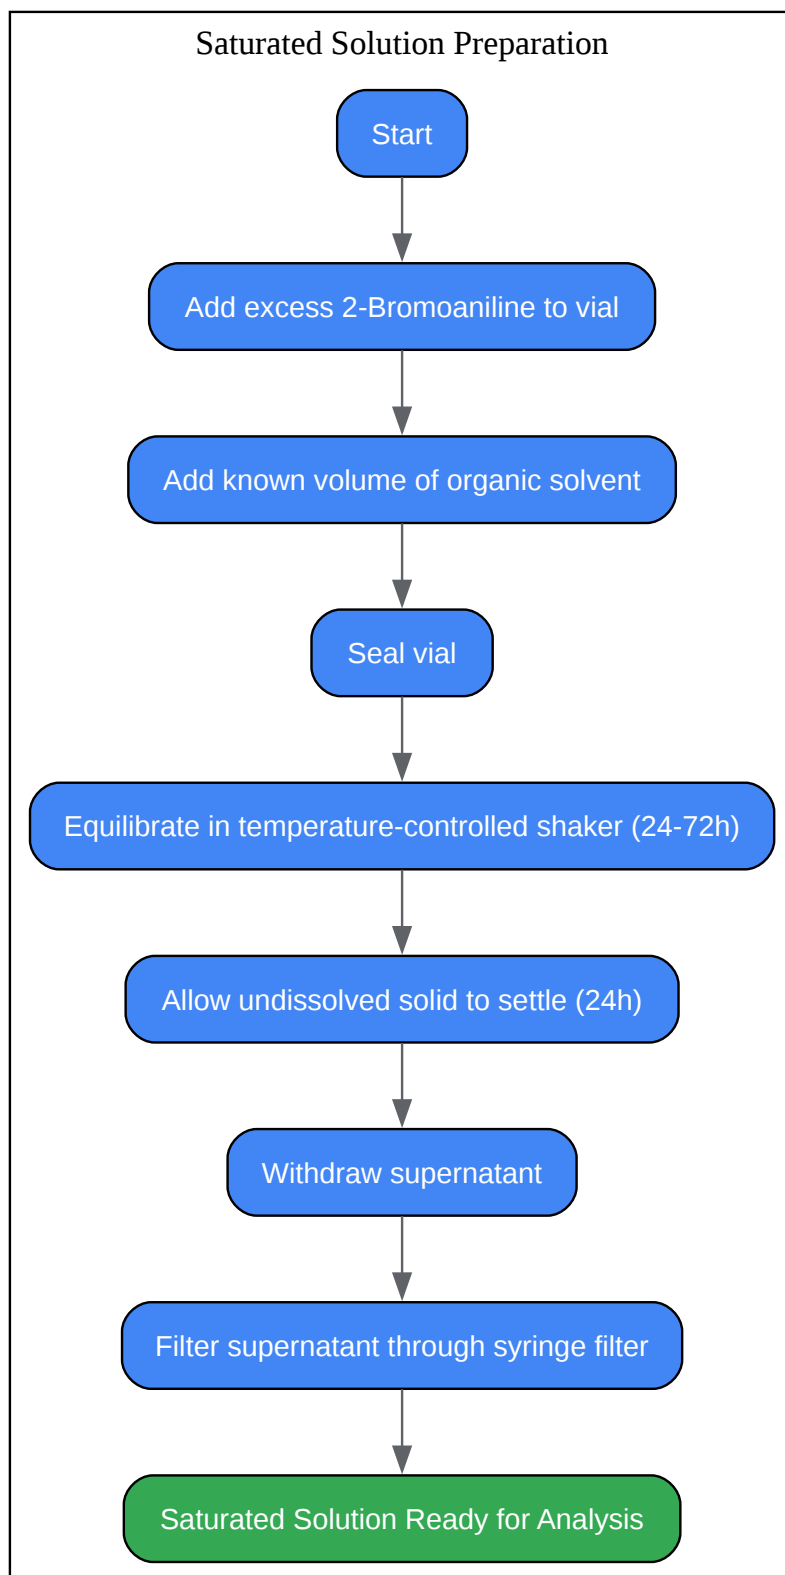 Saturated Solution Preparation
Start
Add excess 2-Bromoaniline to vial
Add known volume of organic solvent
Seal vial
Equilibrate in temperature-controlled shaker (24-72h)
Allow undissolved solid to settle (24h)
Withdraw supernatant
Filter supernatant through syringe filter
Saturated Solution Ready for Analysis